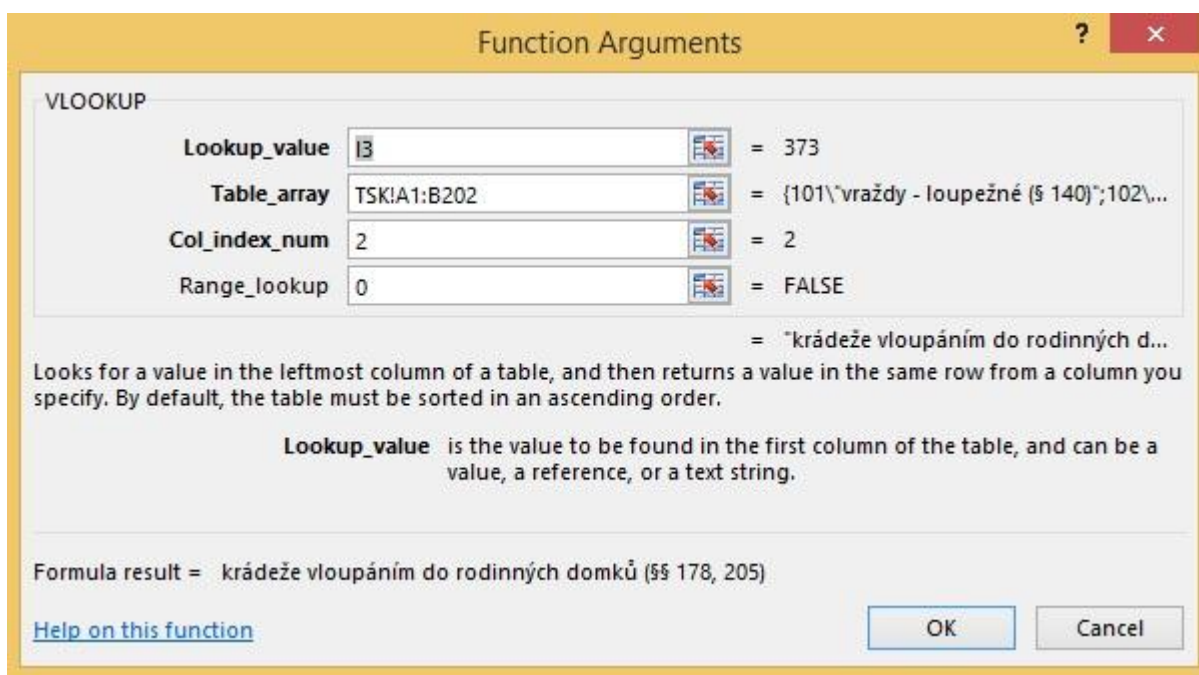 Function Arguments
?
×
VLOOKUP
Lookup_value I3 = 373
Table_array TSK!A1:B202 = {101\"vraždy - loupežné (§ 140)";102\...
Col_index_num 2 = 2
Range_lookup 0 = FALSE
= "krádeže vloupáním do rodinných d...
Looks for a value in the leftmost column of a table, and then returns a value in the same row from a column you
specify. By default, the table must be sorted in an ascending order.
Lookup_value is the value to be found in the first column of the table, and can be a
value, a reference, or a text string.
Formula result = krádeže vloupáním do rodinných domků (§§ 178, 205)
Help on this function
OK Cancel